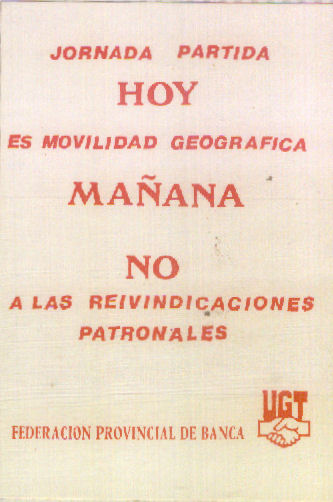 JORNADA PARTIDA
HOY
ES MOVILIDAD GEOGRAFICA
MAÑANA
NO
A LAS REIVINDICACIONES
PATRONALES
UGT
FEDERACION PROVINCIAL DE BANCA